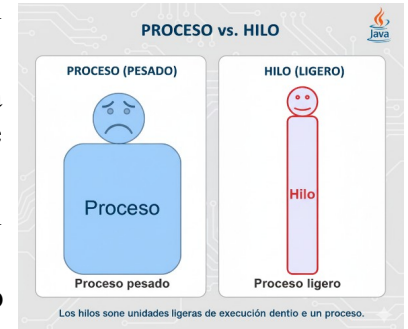 PROCESO vs. HILO
Java
PROCESO (PESADO)
Proceso
Proceso pesado
HILO (LIGERO)
Hilo
Proceso ligero
Los hilos sone unidades ligeras de execución dentio e un proceso.